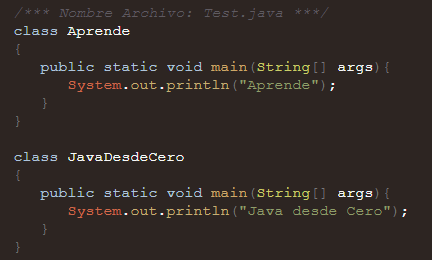 /*** Nombre Archivo: Test.java ***/
class Aprende
{
   public static void main(String[] args){
      System.out.println("Aprende");
   }
}

class JavaDesdeCero
{
   public static void main(String[] args){
      System.out.println("Java desde Cero");
   }
}